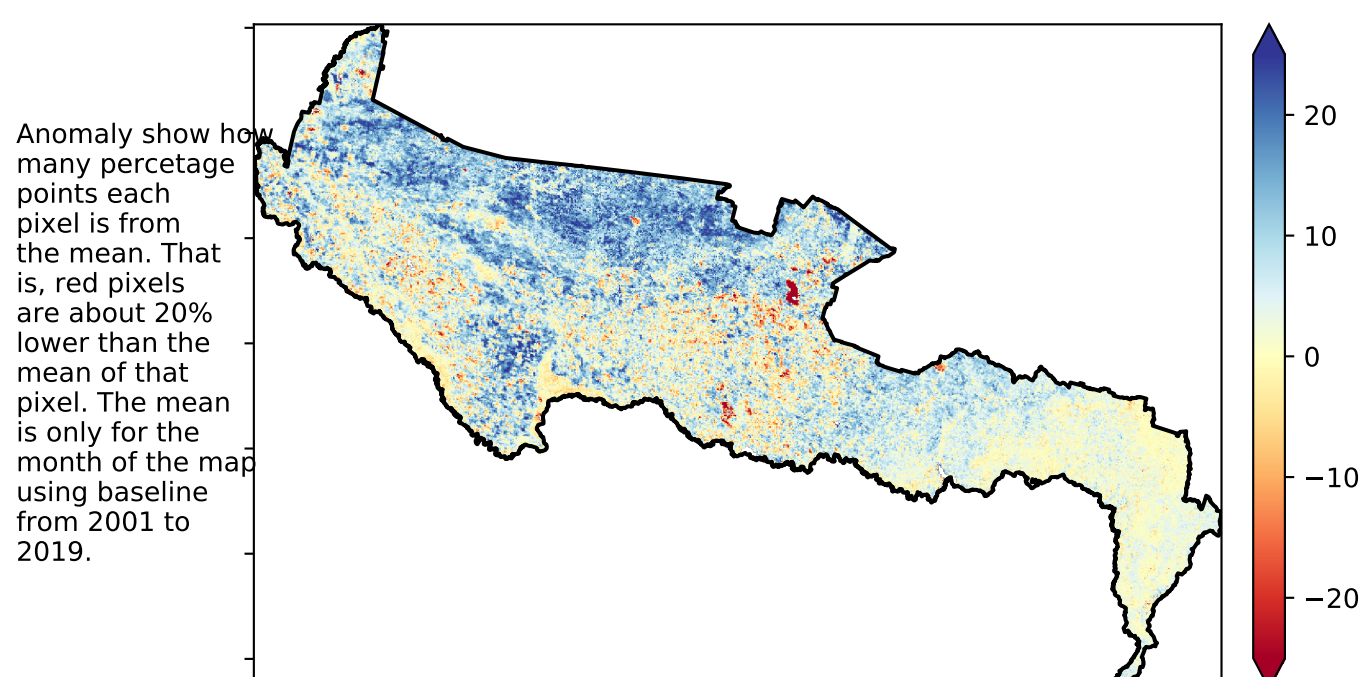 Anomaly show how
many percetage
points each
pixel is from
the mean. That
is, red pixels
are about 20%
lower than the
mean of that
pixel. The mean
is only for the
month of the map
using baseline
from 2001 to
2019.
20
10
0
−10
−20